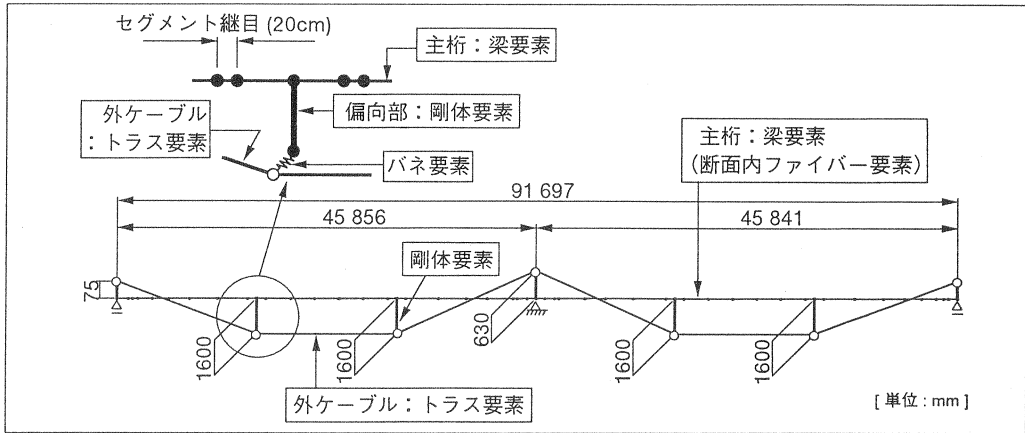 セグメント継目 (20cm)
主桁：梁要素
偏向部：剛体要素
外ケーブル
：トラス要素
バネ要素
主桁：梁要素
(断面内ファイバー要素)
91 697
45 856
45 841
剛体要素
75
1600
1600
630
1600
1600
外ケーブル：トラス要素
[ 単位 : mm ]